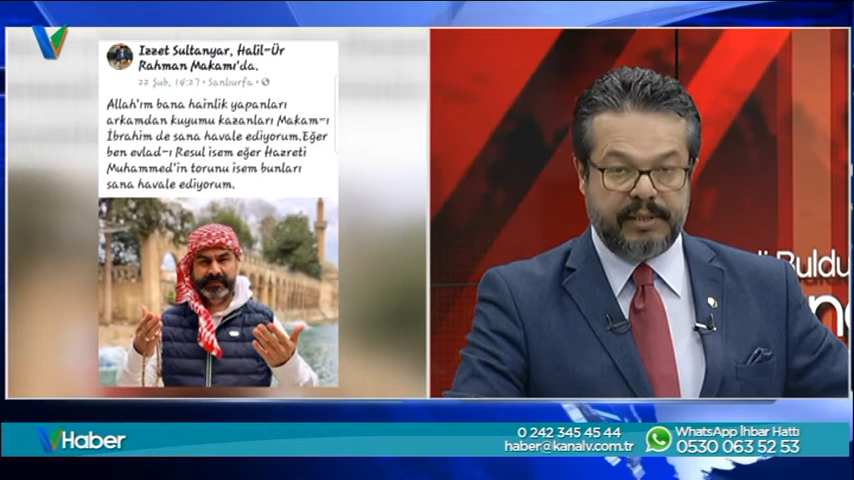 V
Izzet Sultanyar, Halil-Ür
Rahman Makamı'da.
22 Şub, 14:27 • Şanlıurfa •
Allah'ım bana hainlik yapanları
arkamdan kuyumu kazanları Makam-ı
İbrahim de sana havale ediyorum.Eğer
ben evlad-ı Resul isem eğer Hazreti
Muhammed'in torunu isem bunları
sana havale ediyorum.
i Buldu
V Haber
0 242 345 45 44
haber@kanalv.com.tr
WhatsApp İhbar Hattı
0530 063 52 53